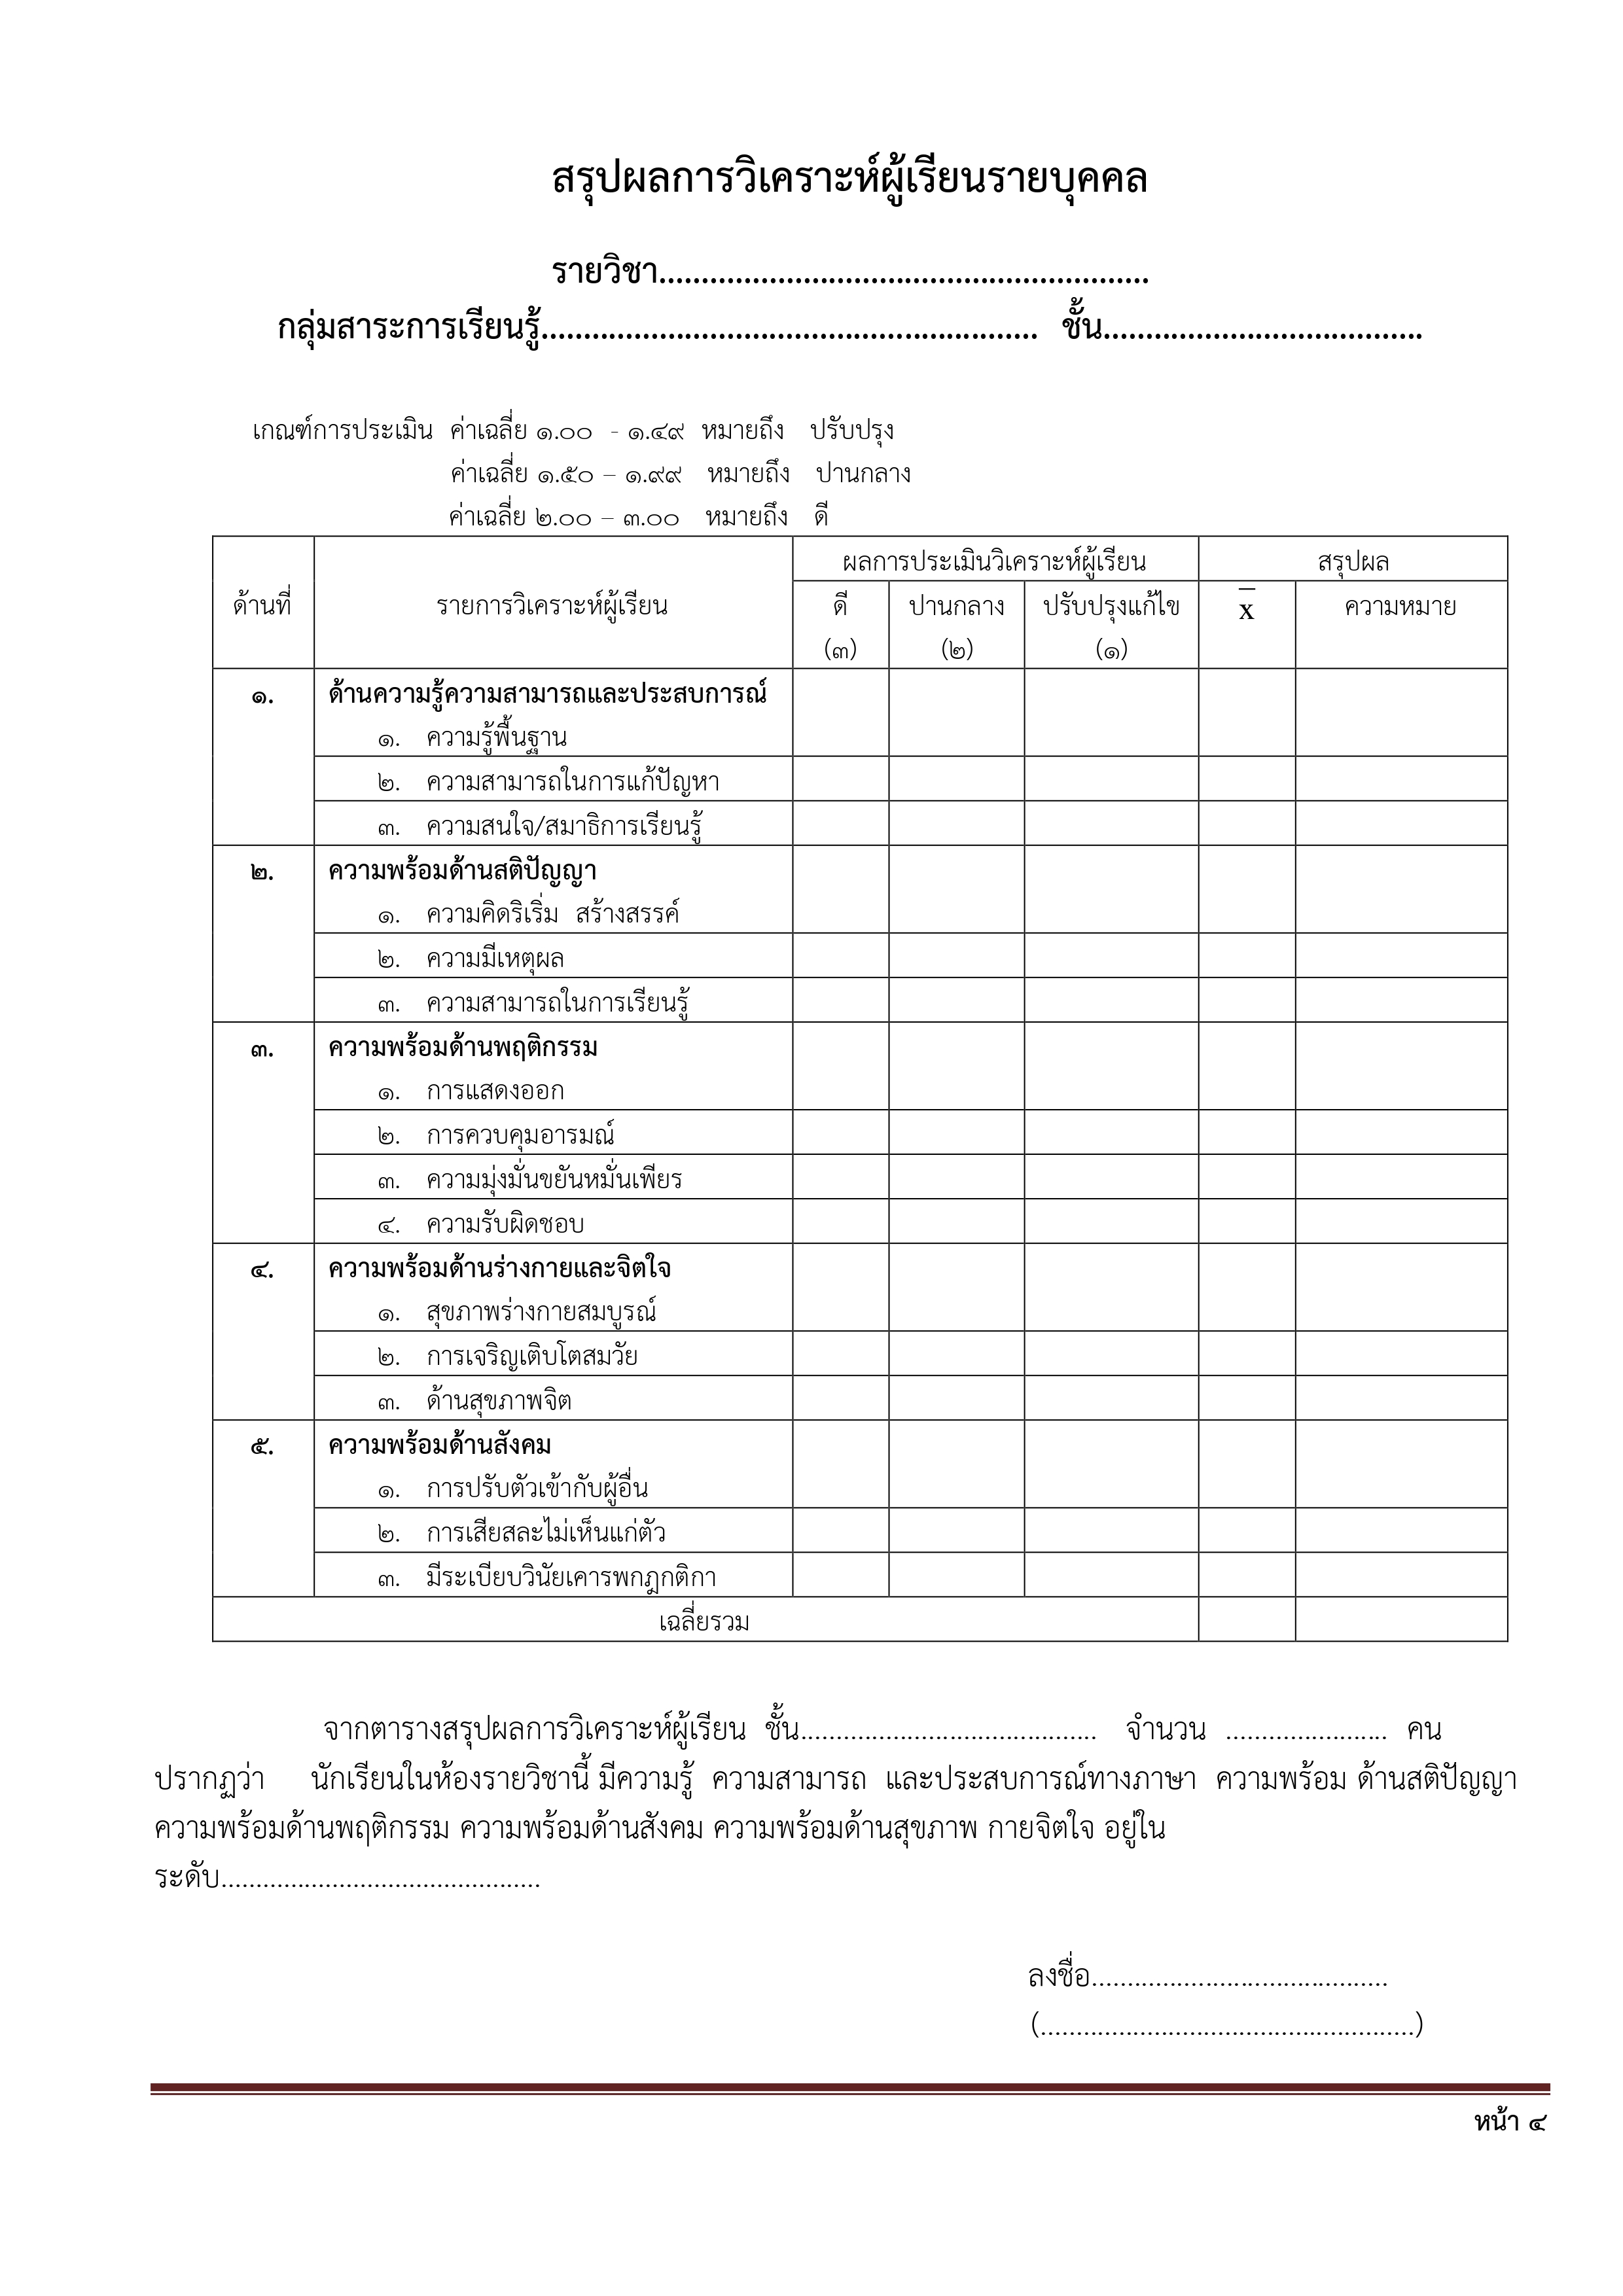 สรุปผลการวิเคราะห์ผู้เรียนรายบุคคล
รายวิชา..........................................................
กลุ่มสาระการเรียนรู้........................................................... ชั้น......................................
เกณฑ์การประเมิน ค่าเฉลี่ย ๑.๐๐ - ๑.๔๙ หมายถึง ปรับปรุง
ค่าเฉลี่ย ๑.๕๐ – ๑.๙๙ หมายถึง ปานกลาง
ค่าเฉลี่ย ๒.๐๐ – ๓.๐๐ หมายถึง ดี
ผลการประเมินวิเคราะห์ผู้เรียน สรุปผล
ด้านที่ รายการวิเคราะห์ผู้เรียน ดี ปานกลาง ปรับปรุงแก้ไข x̅ ความหมาย
(๓) (๒) (๑)
๑. ด้านความรู้ความสามารถและประสบการณ์
๑. ความรู้พื้นฐาน
๒. ความสามารถในการแก้ปัญหา
๓. ความสนใจ/สมาธิการเรียนรู้
๒. ความพร้อมด้านสติปัญญา
๑. ความคิดริเริ่ม สร้างสรรค์
๒. ความมีเหตุผล
๓. ความสามารถในการเรียนรู้
๓. ความพร้อมด้านพฤติกรรม
๑. การแสดงออก
๒. การควบคุมอารมณ์
๓. ความมุ่งมั่นขยันหมั่นเพียร
๔. ความรับผิดชอบ
๔. ความพร้อมด้านร่างกายและจิตใจ
๑. สุขภาพร่างกายสมบูรณ์
๒. การเจริญเติบโตสมวัย
๓. ด้านสุขภาพจิต
๕. ความพร้อมด้านสังคม
๑. การปรับตัวเข้ากับผู้อื่น
๒. การเสียสละไม่เห็นแก่ตัว
๓. มีระเบียบวินัยเคารพกฎกติกา
เฉลี่ยรวม
จากตารางสรุปผลการวิเคราะห์ผู้เรียน ชั้น.......................................... จำนวน ....................... คน
ปรากฏว่า นักเรียนในห้องรายวิชานี้ มีความรู้ ความสามารถ และประสบการณ์ทางภาษา ความพร้อม ด้านสติปัญญา
ความพร้อมด้านพฤติกรรม ความพร้อมด้านสังคม ความพร้อมด้านสุขภาพ กายจิตใจ อยู่ใน
ระดับ..............................................
ลงชื่อ..........................................
(.....................................................)
หน้า ๔